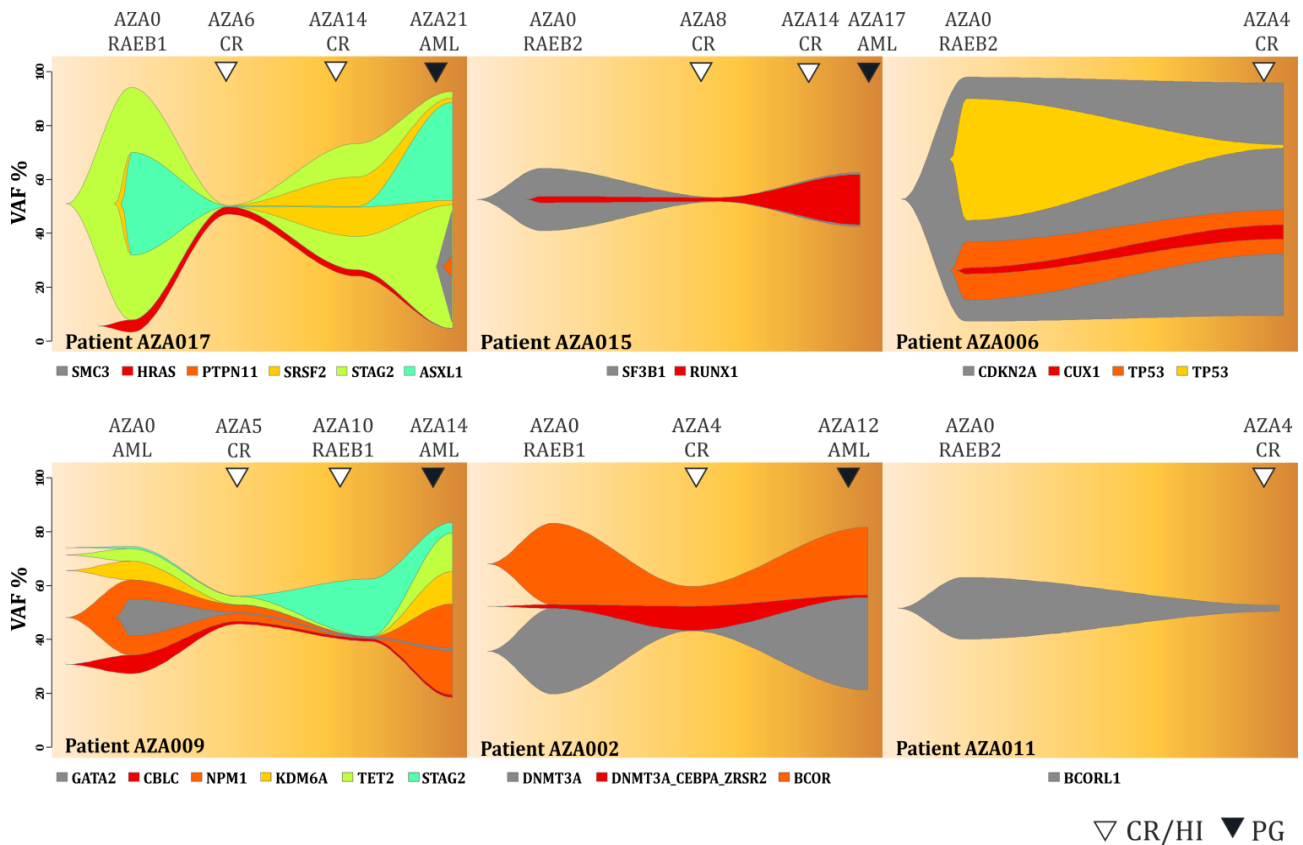 AZA0 AZA6 AZA14 AZA21 AZA0 AZA8 AZA14 AZA17 AZA0 AZA4
RAEB1 CR CR AML RAEB2 CR CR AML RAEB2 CR
VAF %
0 20 40 60 80 100
Patient AZA017 Patient AZA015 Patient AZA006
SMC3 HRAS PTPN11 SRSF2 STAG2 ASXL1 SF3B1 RUNX1 CDKN2A CUX1 TP53 TP53
AZA0 AZA5 AZA10 AZA14 AZA0 AZA4 AZA12 AZA0 AZA4
AML CR RAEB1 AML RAEB1 CR AML RAEB2 CR
VAF %
0 20 40 60 80 100
Patient AZA009 Patient AZA002 Patient AZA011
GATA2 CBLC NPM1 KDM6A TET2 STAG2 DNMT3A DNMT3A_CEBPA_ZRSR2 BCOR BCORL1
CR/HI PG